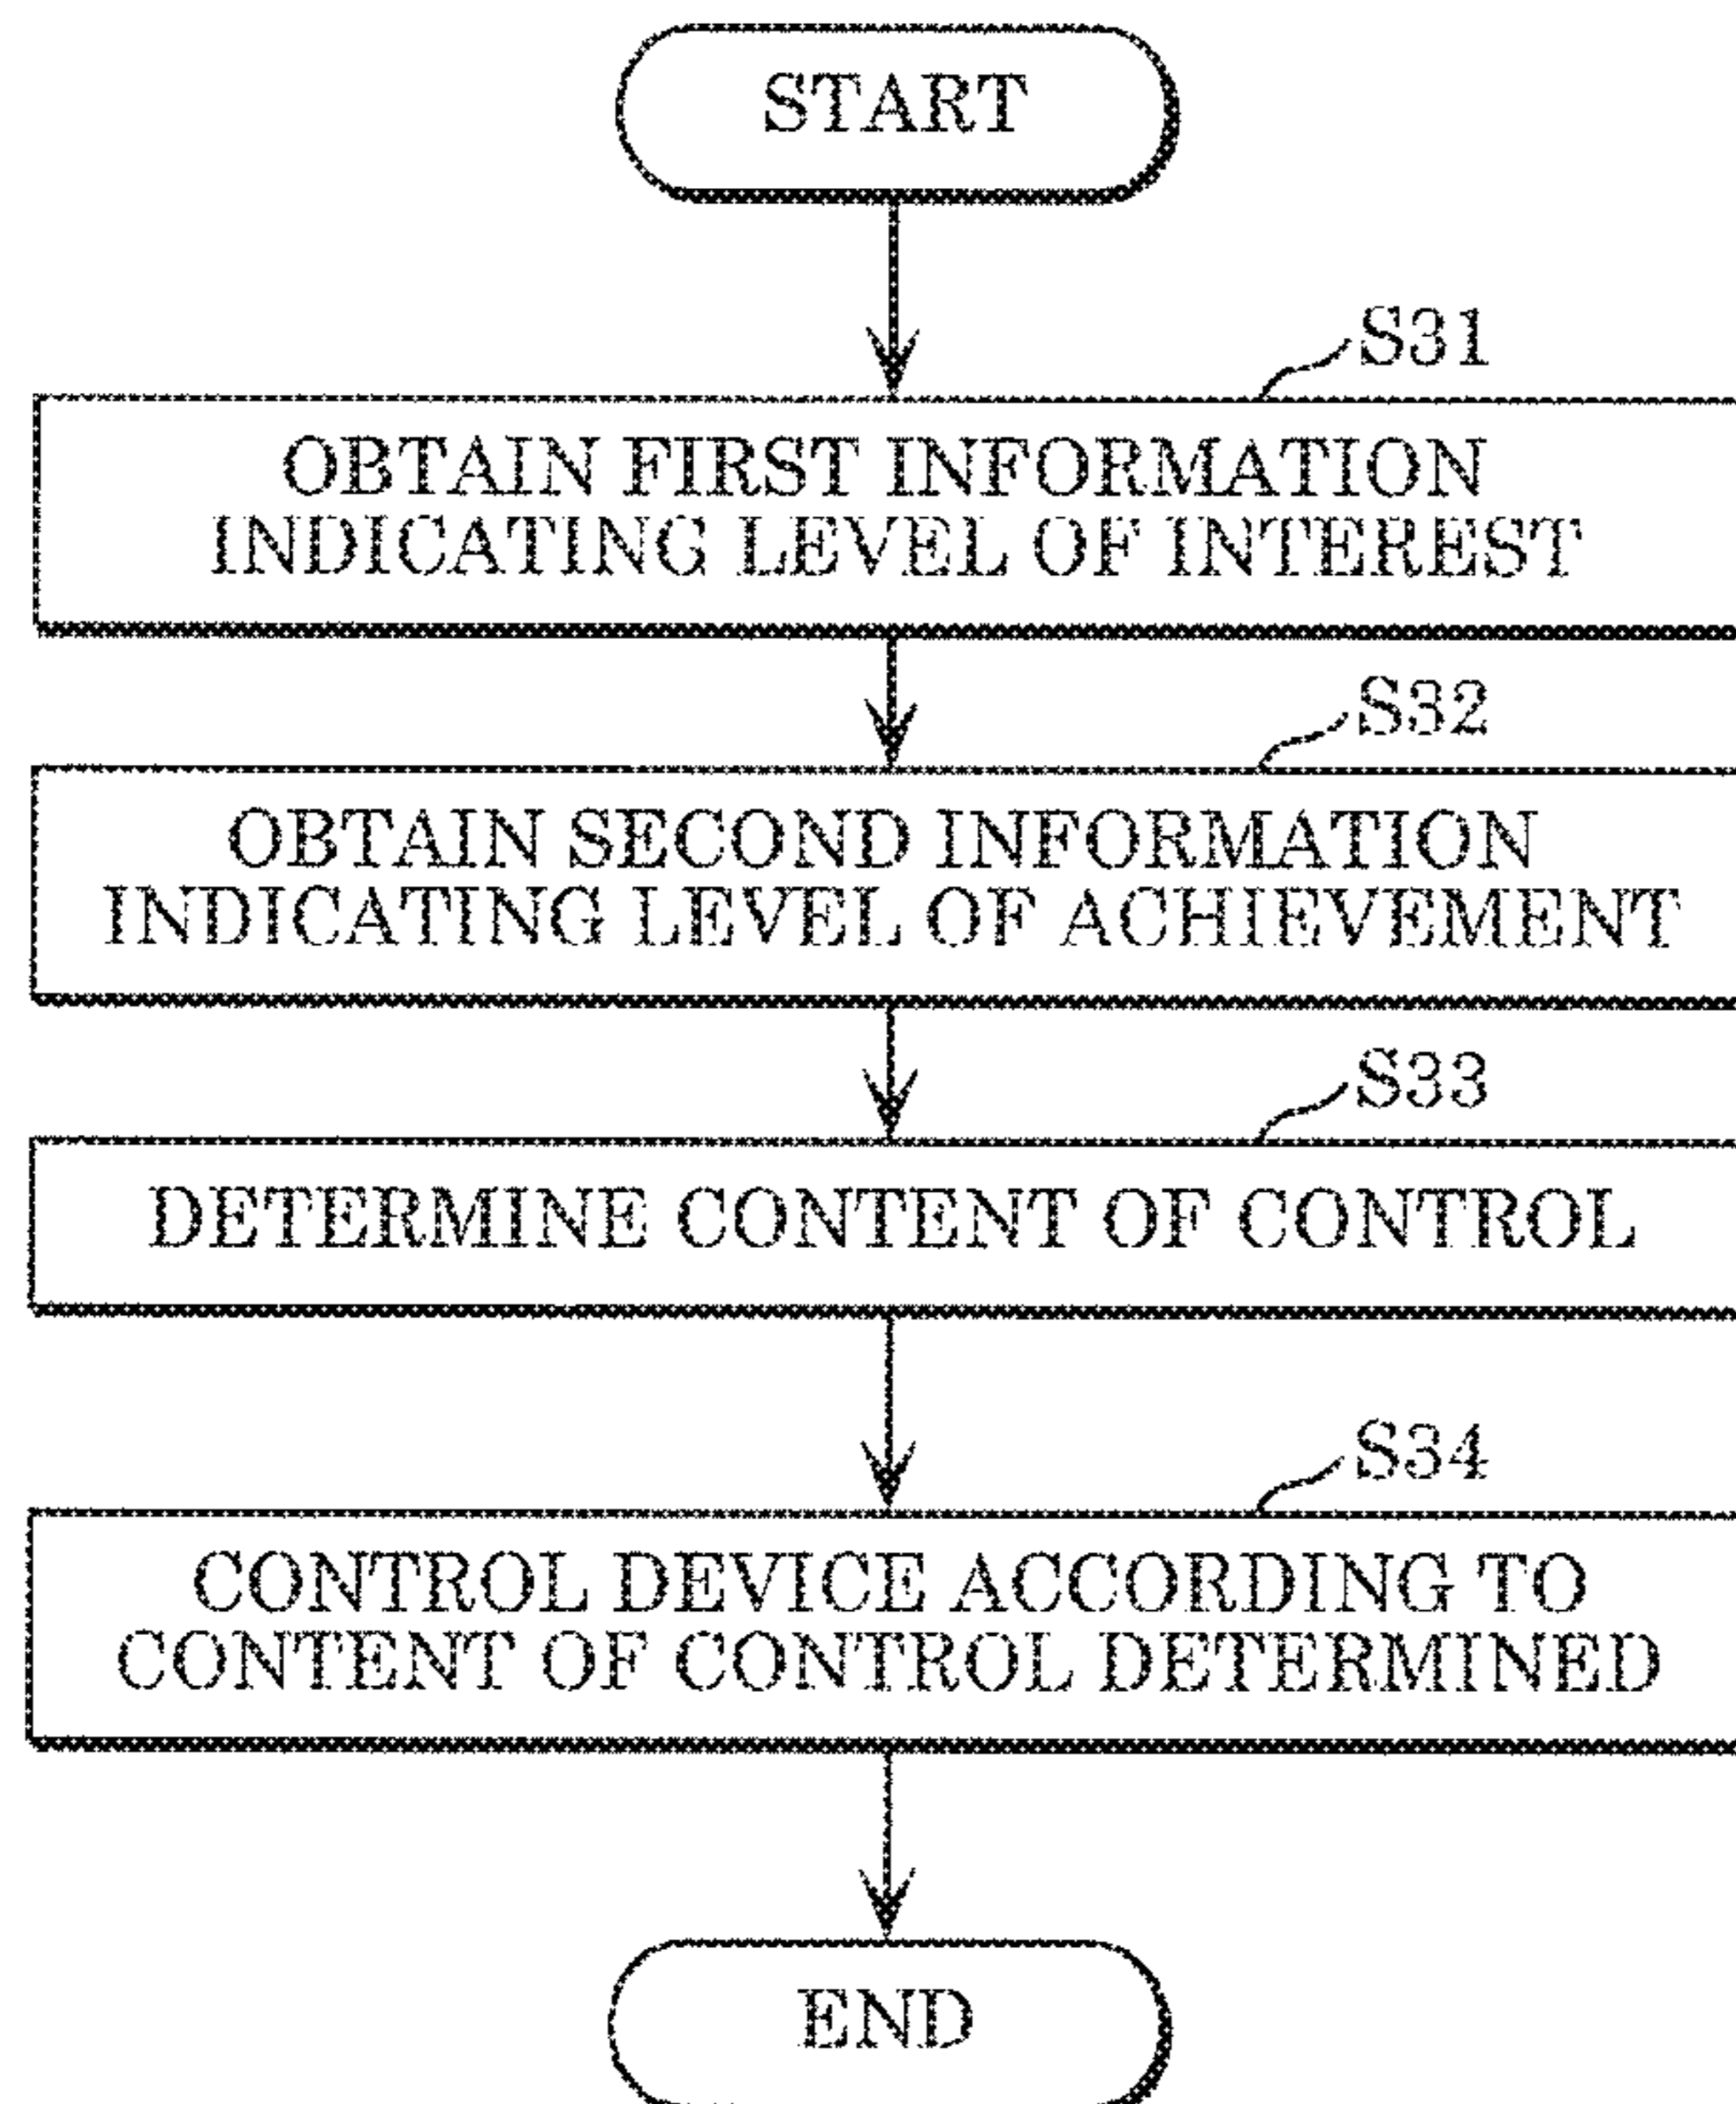 START
S31
OBTAIN FIRST INFORMATION
INDICATING LEVEL OF INTEREST
S32
OBTAIN SECOND INFORMATION
INDICATING LEVEL OF ACHIEVEMENT
S33
DETERMINE CONTENT OF CONTROL
S34
CONTROL DEVICE ACCORDING TO
CONTENT OF CONTROL DETERMINED
END